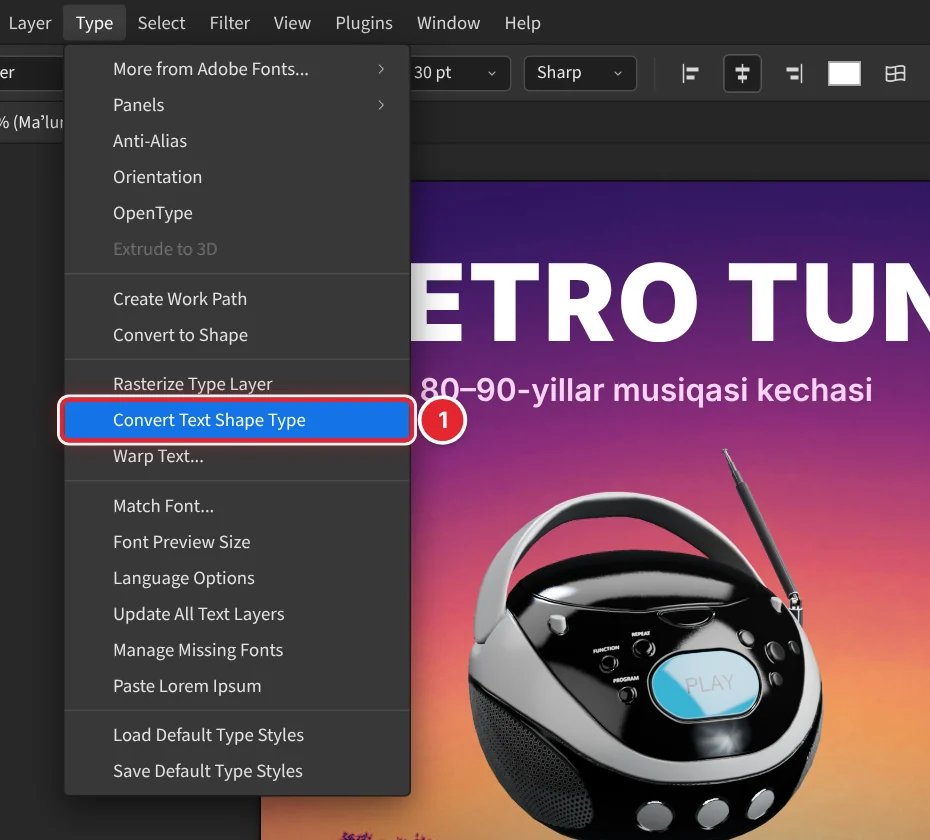 Layer Type Select Filter View Plugins Window Help
er 30 pt Sharp
% (Ma’lur
More from Adobe Fonts...
Panels
Anti-Alias
Orientation
OpenType
Extrude to 3D
Create Work Path
Convert to Shape
Rasterize Type Layer
Convert Text Shape Type
1
Warp Text...
Match Font...
Font Preview Size
Language Options
Update All Text Layers
Manage Missing Fonts
Paste Lorem Ipsum
Load Default Type Styles
Save Default Type Styles
ETRO TUN
80–90-yillar musiqasi kechasi
REPEAT
FUNCTION
PROGRAM
PLAY